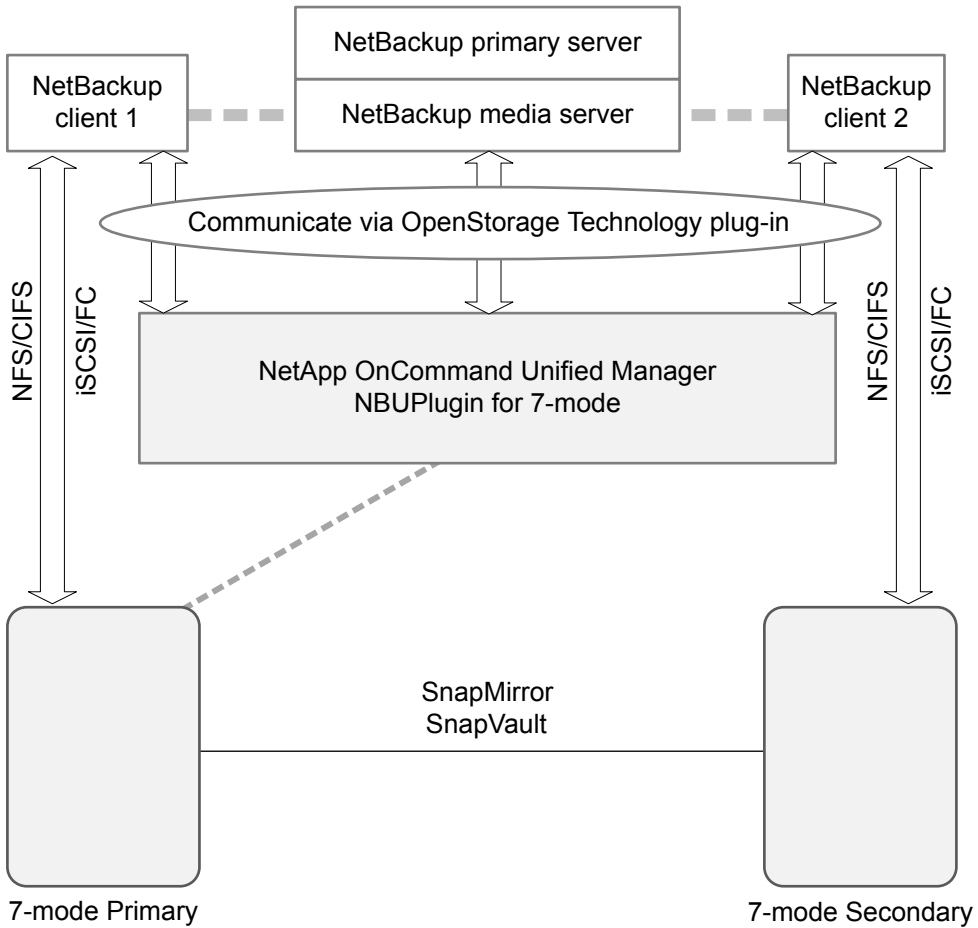 NetBackup primary server
NetBackup
client 1
NetBackup media server
NetBackup
client 2
Communicate via OpenStorage Technology plug-in
NFS/CIFS
iSCSI/FC
NetApp OnCommand Unified Manager
NBUPlugin for 7-mode
NFS/CIFS
iSCSI/FC
SnapMirror
SnapVault
7-mode Primary
7-mode Secondary